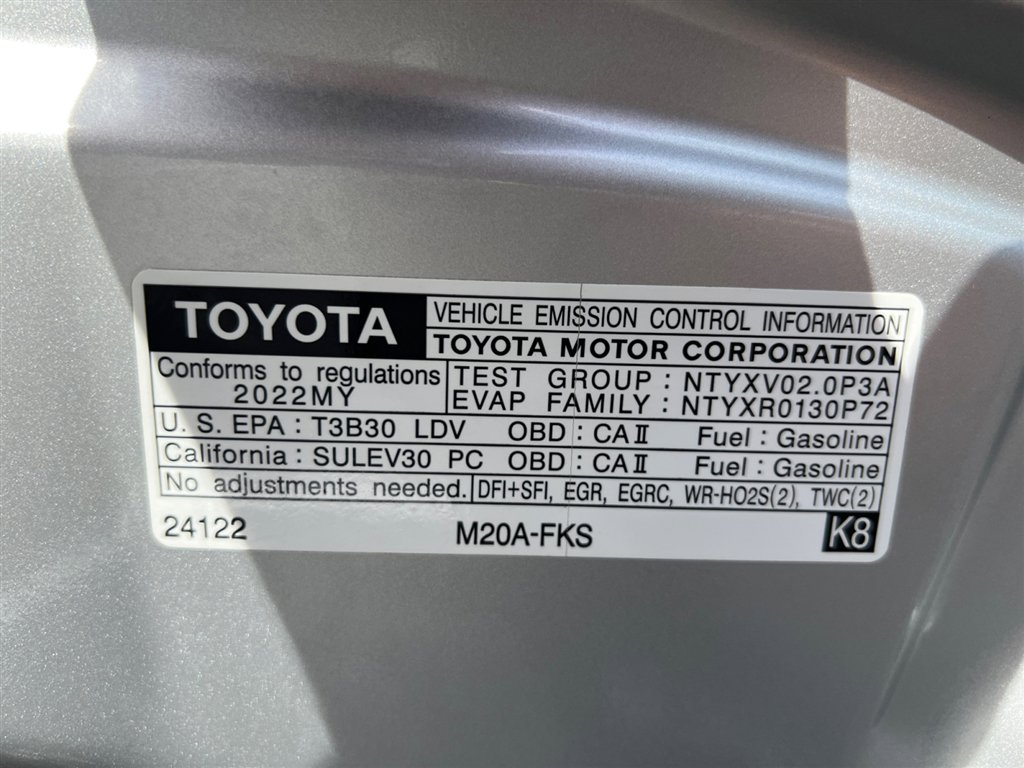 TOYOTA
VEHICLE EMISSION CONTROL INFORMATION
TOYOTA MOTOR CORPORATION
Conforms to regulations
2022MY
TEST GROUP : NTYXV02.0P3A
EVAP FAMILY : NTYXR0130P72
U. S. EPA : T3B30 LDV OBD : CAⅡ Fuel : Gasoline
California : SULEV30 PC OBD : CAⅡ Fuel : Gasoline
No adjustments needed. DFI+SFI, EGR, EGRC, WR-HO2S(2), TWC(2)
24122 M20A-FKS K8